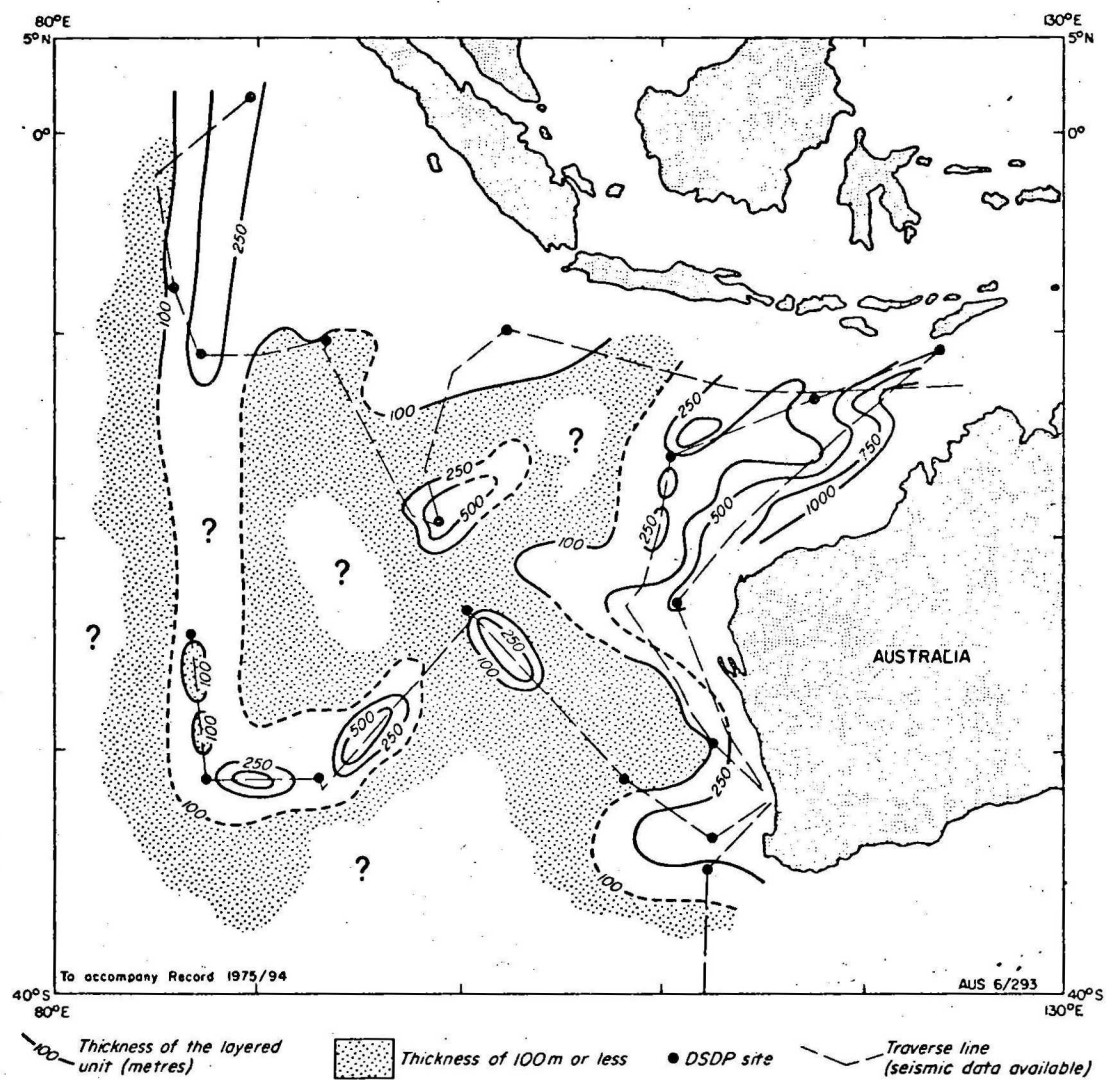 80°E 130°E
5°N 5°N
0° 0°
250
100
250
100
?
250
250
500
750
?
100
500
1000
250
?
?
250
100
AUSTRALIA
100
100
500
250
250
250
100
?
100
To accompany Record 1975/94
AUS 6/293
40°S 40°S
80°E 130°E
100 Thickness of the layered unit (metres)
Thickness of 100m or less
DSDP site
Traverse line (seismic data available)